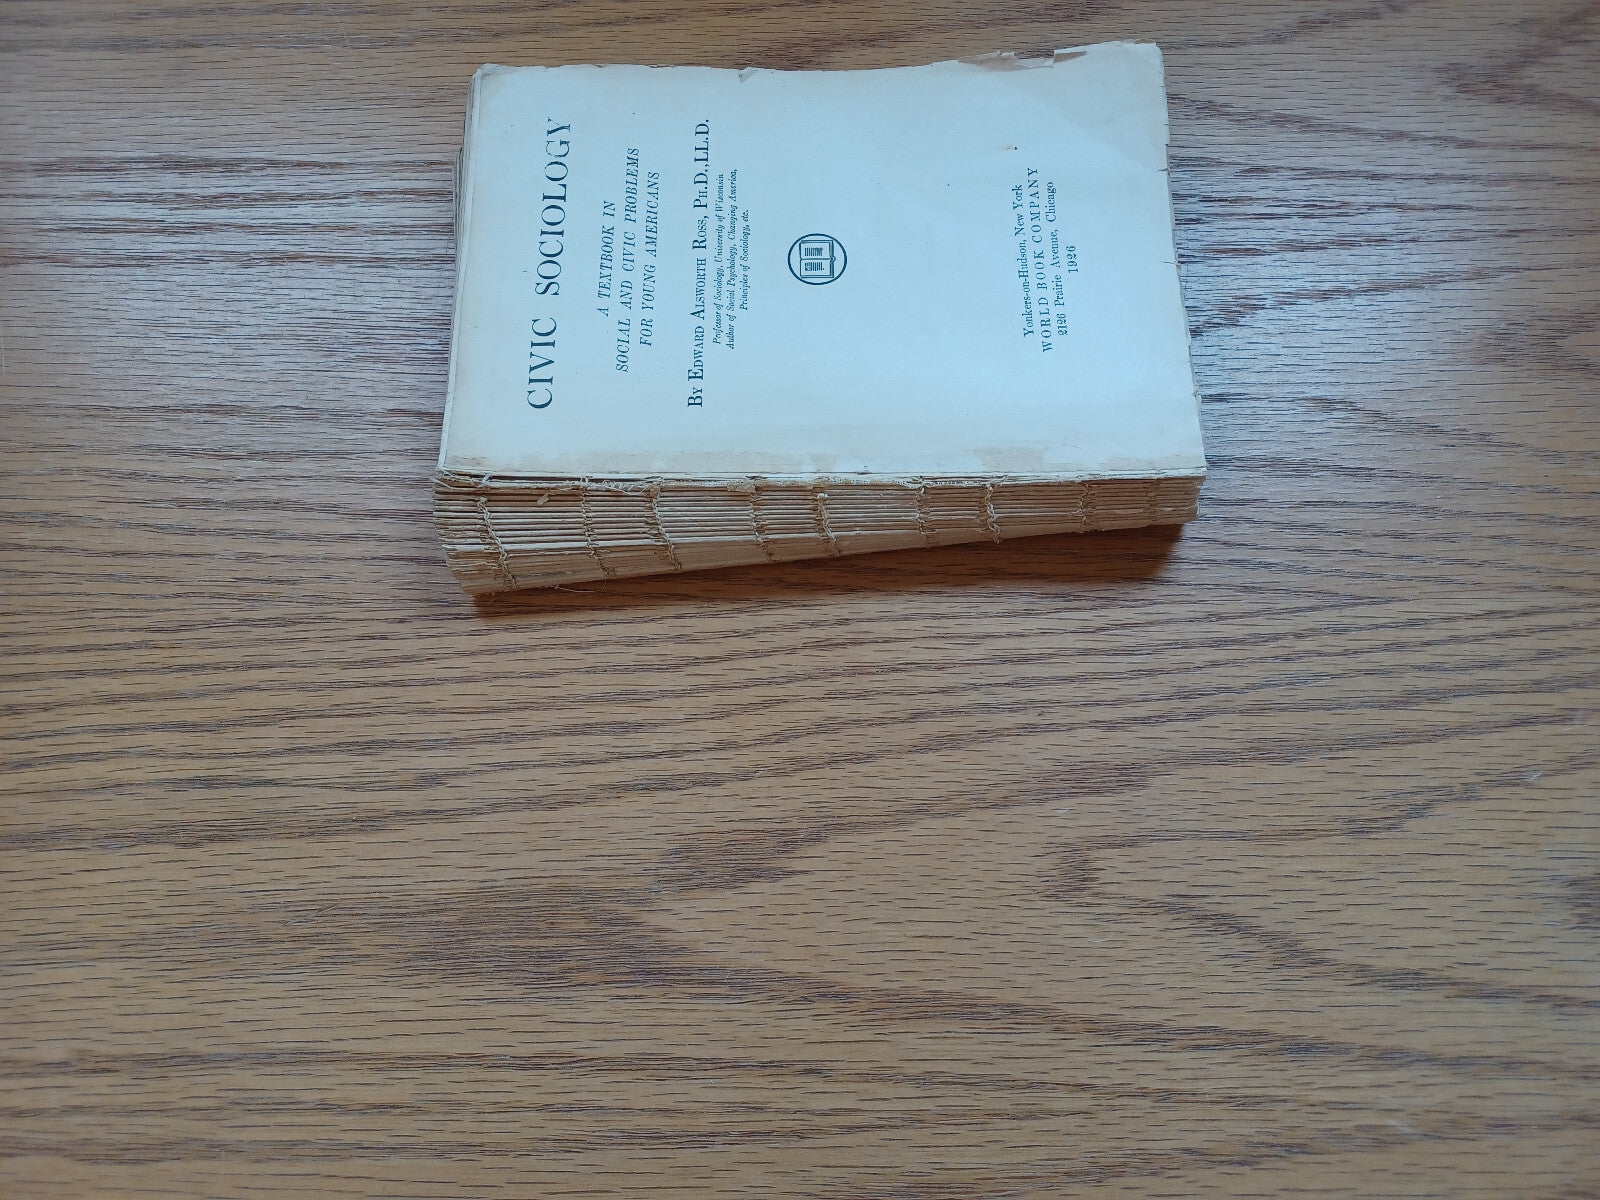 CIVIC SOCIOLOGY
A TEXTBOOK IN
SOCIAL AND CIVIC PROBLEMS
FOR YOUNG AMERICANS
BY EDWARD ALSWORTH ROSS, PH.D., LL.D.
Professor of Sociology, University of Wisconsin
Author of Social Psychology, Changing America,
Principles of Sociology, etc.
Yonkers-on-Hudson, New York
WORLD BOOK COMPANY
2126 Prairie Avenue, Chicago
1926